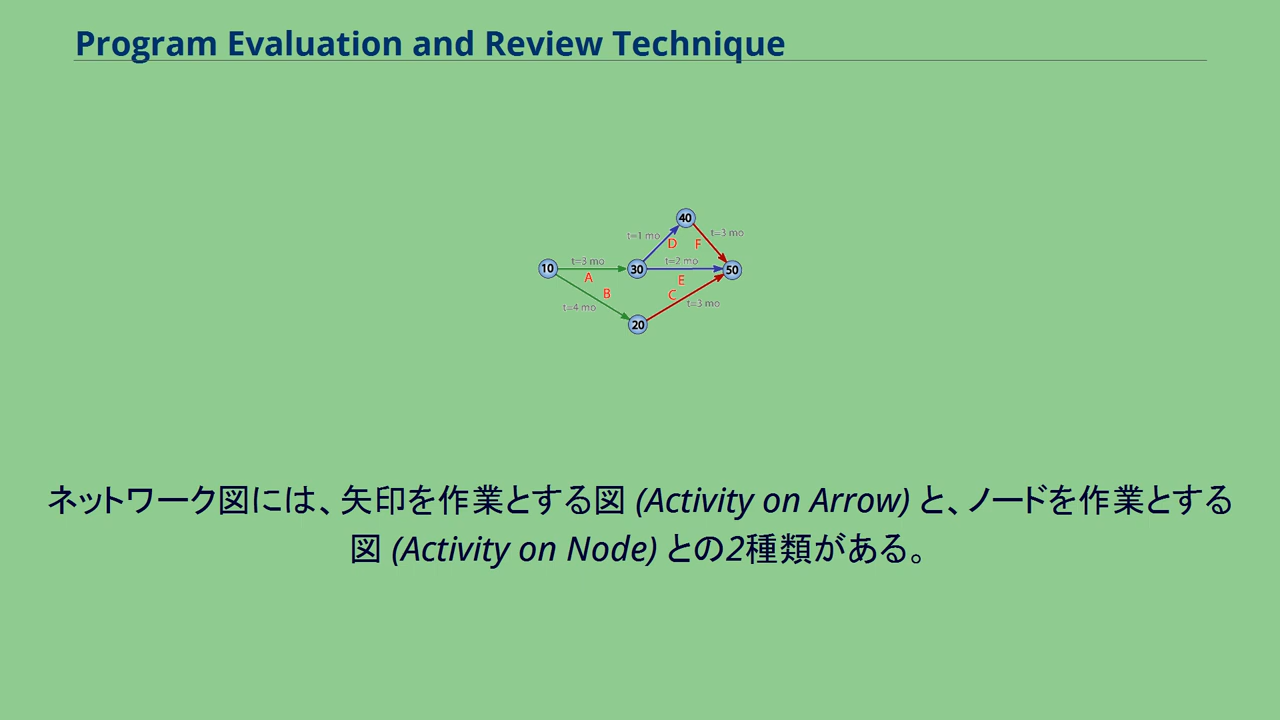 Program Evaluation and Review Technique
40
t=1 mo
t=3 mo
D
F
t=3 mo
t=2 mo
10
30
50
A
E
B
C
t=4 mo
t=3 mo
20
ネットワーク図には、矢印を作業とする図 (Activity on Arrow) と、ノードを作業とする
図 (Activity on Node) との2種類がある。